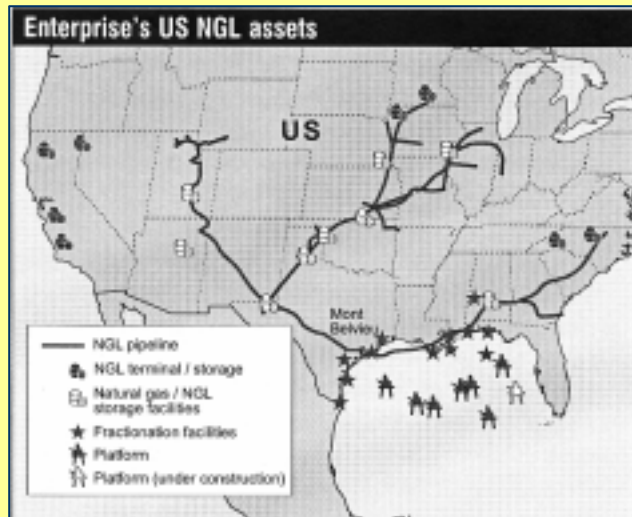 Enterprise's US NGL assets
US
Mont
Belvieu
NGL pipeline
NGL terminal / storage
Natural gas / NGL
storage facilities
Fractionation facilities
Platform
Platform (under construction)